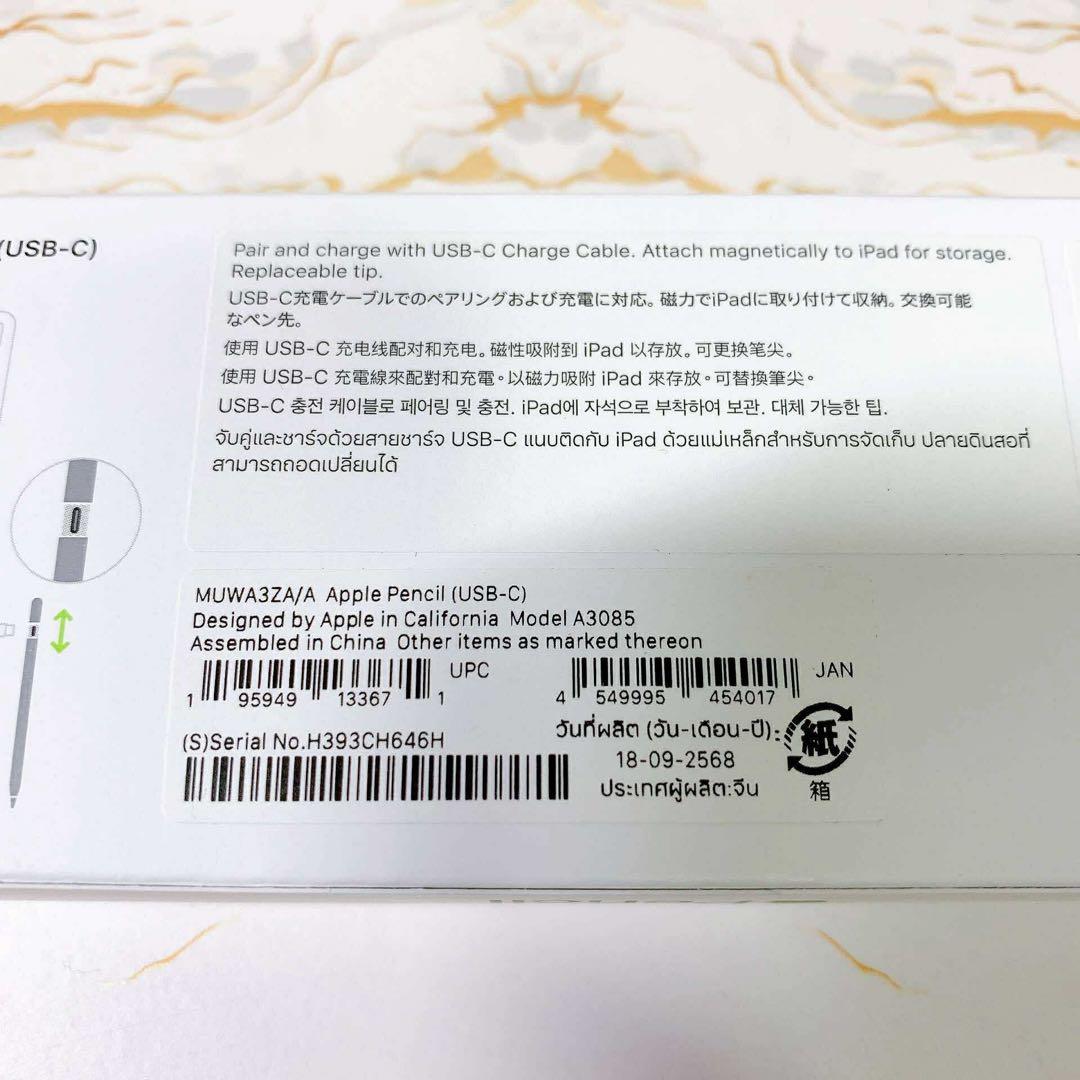 (USB-C)
Pair and charge with USB-C Charge Cable. Attach magnetically to iPad for storage.
Replaceable tip.
USB-C充電ケーブルでのペアリングおよび充電に対応。磁力でiPadに取り付けて収納。交換可能
なペン先。
使用 USB-C 充电线配对和充电。磁性吸附到 iPad 以存放。可更换笔尖。
使用 USB-C 充電線來配對和充電。以磁力吸附 iPad 來存放。可替換筆尖。
USB-C 충전 케이블로 페어링 및 충전. iPad에 자석으로 부착하여 보관. 대체 가능한 팁.
จับคู่และชาร์จด้วยสายชาร์จ USB-C แนบติดกับ iPad ด้วยแม่เหล็กสำหรับการจัดเก็บ ปลายดินสอที่
สามารถถอดเปลี่ยนได้
MUWA3ZA/A Apple Pencil (USB-C)
Designed by Apple in California Model A3085
Assembled in China Other items as marked thereon
UPC
1 95949 13367 1
JAN
4 549995 454017
(S)Serial No.H393CH646H
วันที่ผลิต (วัน-เดือน-ปี):
18-09-2568
ประเทศผู้ผลิต:จีน
紙
箱